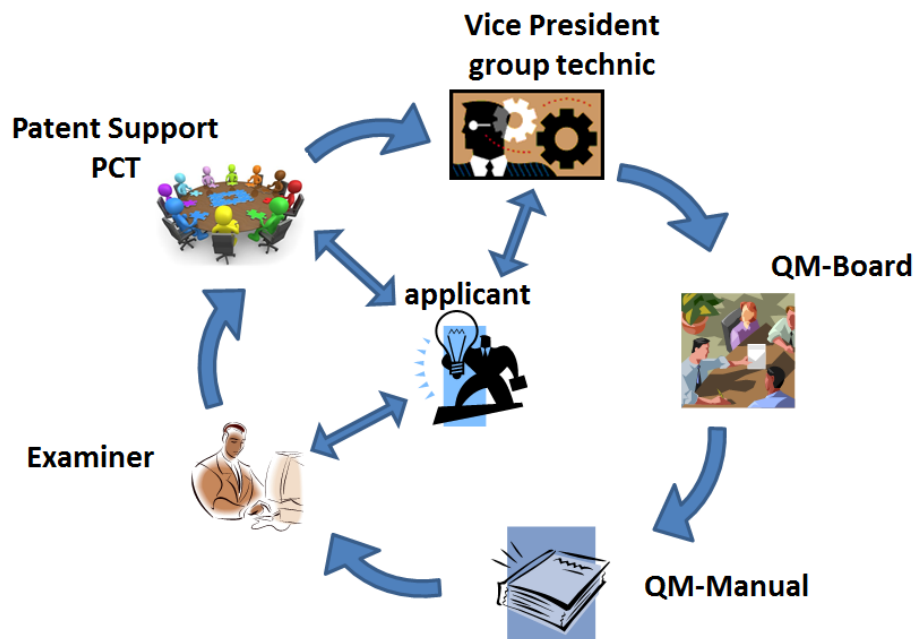 Vice President
group technic
Patent Support
PCT
QM-Board
applicant
Examiner
QM-Manual